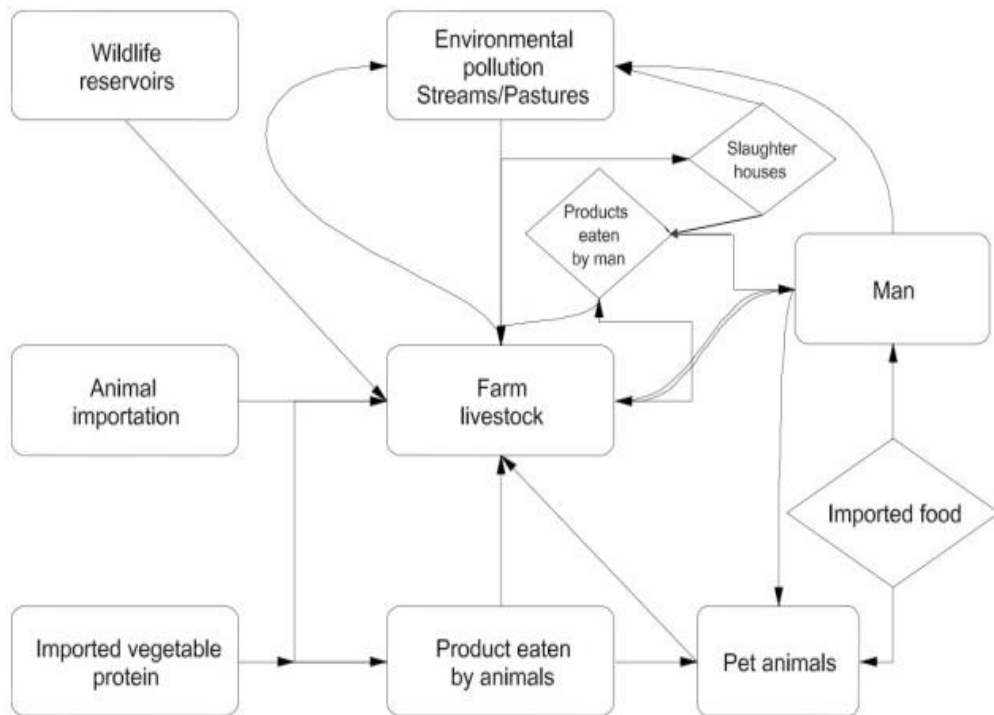 Wildlife
reservoirs
Environmental
pollution
Streams/Pastures
Slaughter
houses
Products
eaten
by man
Man
Animal
importation
Farm
livestock
Imported food
Imported vegetable
protein
Product eaten
by animals
Pet animals